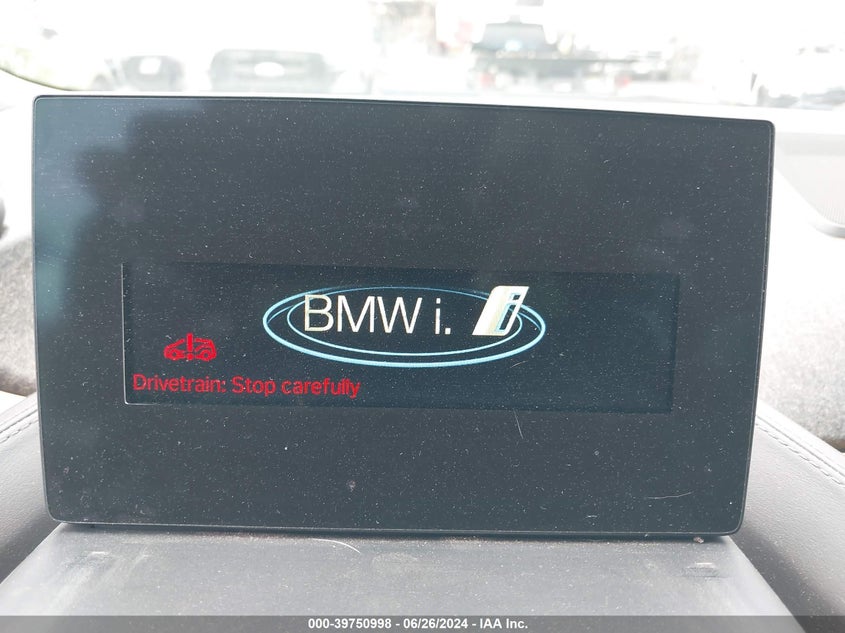 BMW i. i
Drivetrain: Stop carefully
000-39750998 / 06/26/2024 - IAA Inc.